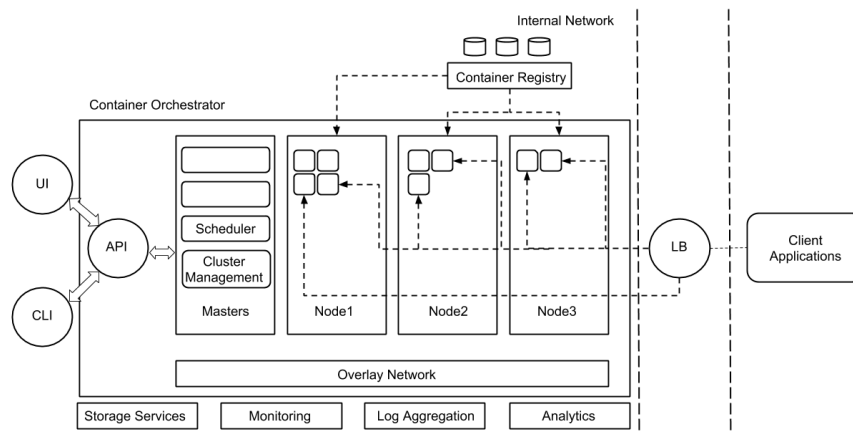 Internal Network
Container Registry
Container Orchestrator
UI
API
CLI
Scheduler
Cluster
Management
Masters
Node1
Node2
Node3
LB
Client
Applications
Overlay Network
Storage Services
Monitoring
Log Aggregation
Analytics